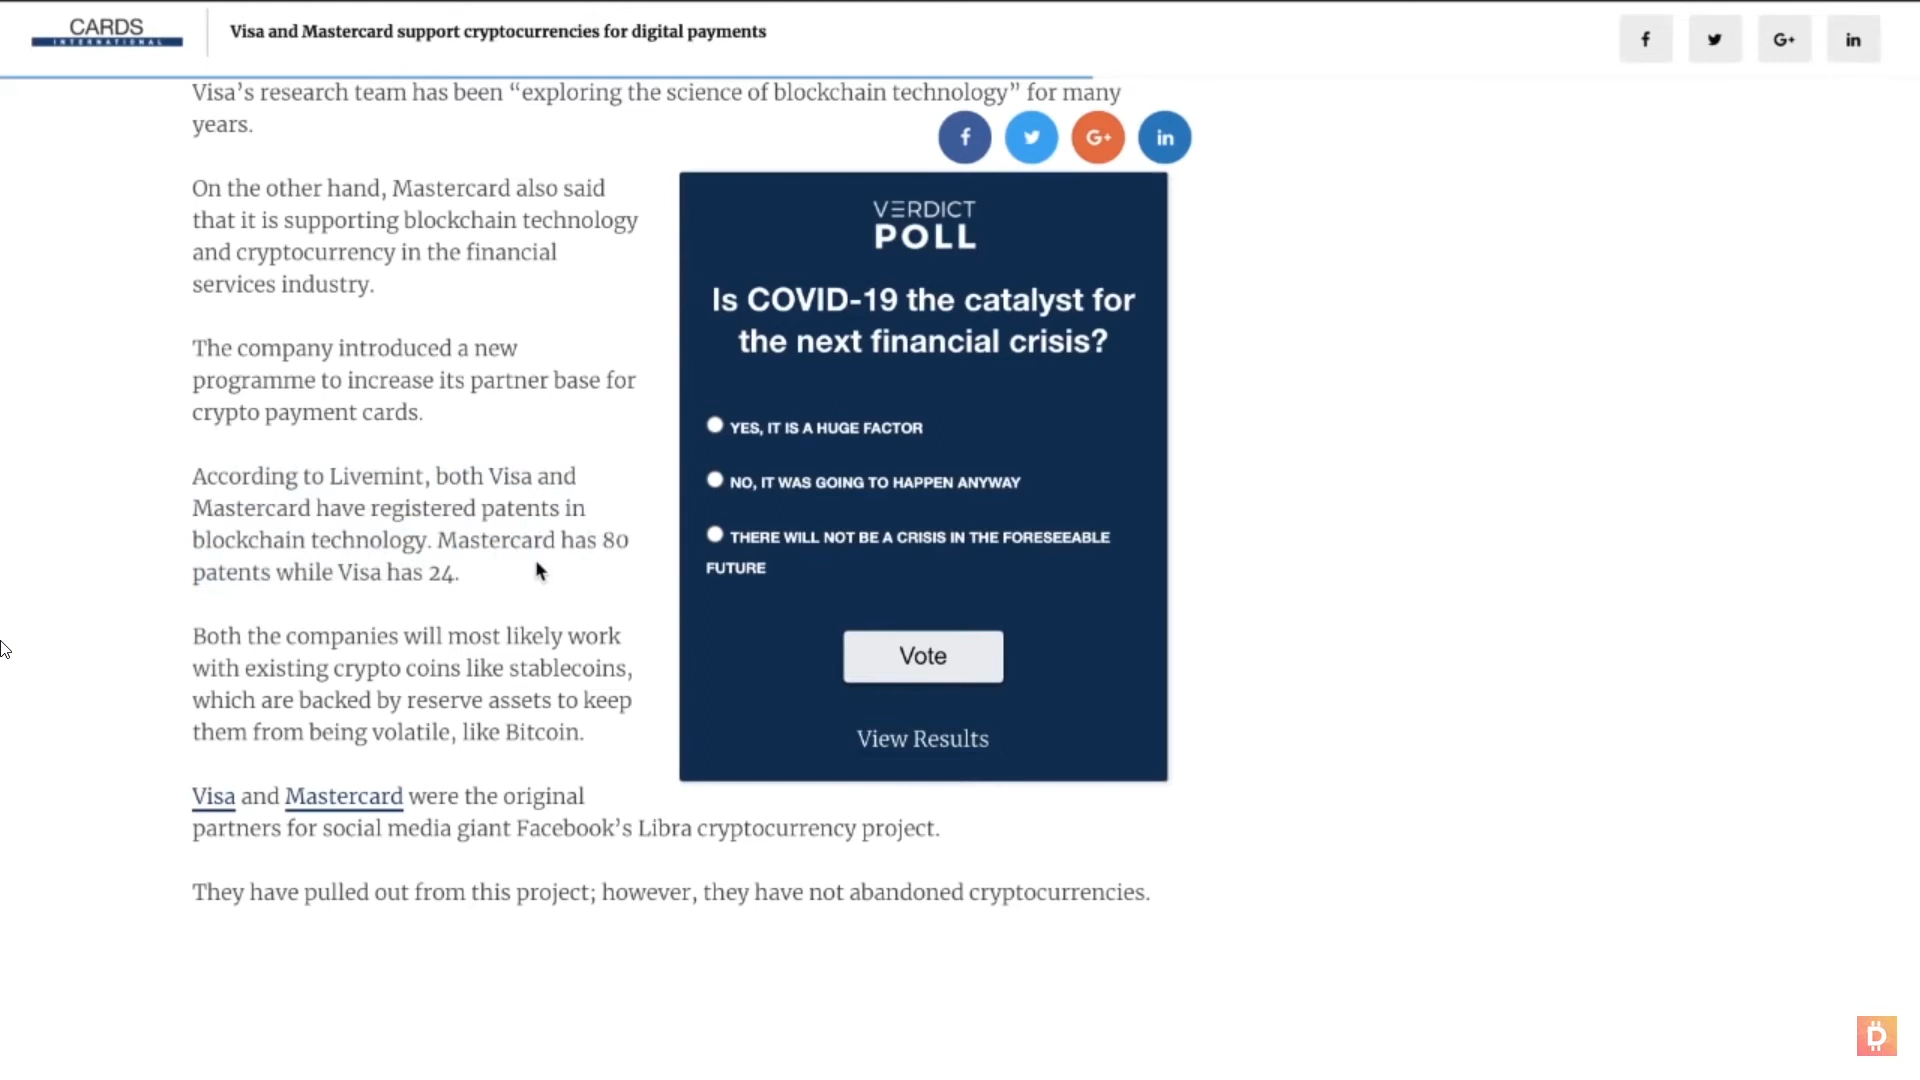 CARDS
INTERNATIONAL
Visa and Mastercard support cryptocurrencies for digital payments
f
G+
in
Visa’s research team has been “exploring the science of blockchain technology” for many
years.
f
G+
in
On the other hand, Mastercard also said
that it is supporting blockchain technology
and cryptocurrency in the financial
services industry.
The company introduced a new
programme to increase its partner base for
crypto payment cards.
According to Livemint, both Visa and
Mastercard have registered patents in
blockchain technology. Mastercard has 80
patents while Visa has 24.
Both the companies will most likely work
with existing crypto coins like stablecoins,
which are backed by reserve assets to keep
them from being volatile, like Bitcoin.
VERDICT
POLL
Is COVID-19 the catalyst for
the next financial crisis?
YES, IT IS A HUGE FACTOR
NO, IT WAS GOING TO HAPPEN ANYWAY
THERE WILL NOT BE A CRISIS IN THE FORESEEABLE
FUTURE
Vote
View Results
Visa and Mastercard were the original
partners for social media giant Facebook’s Libra cryptocurrency project.
They have pulled out from this project; however, they have not abandoned cryptocurrencies.